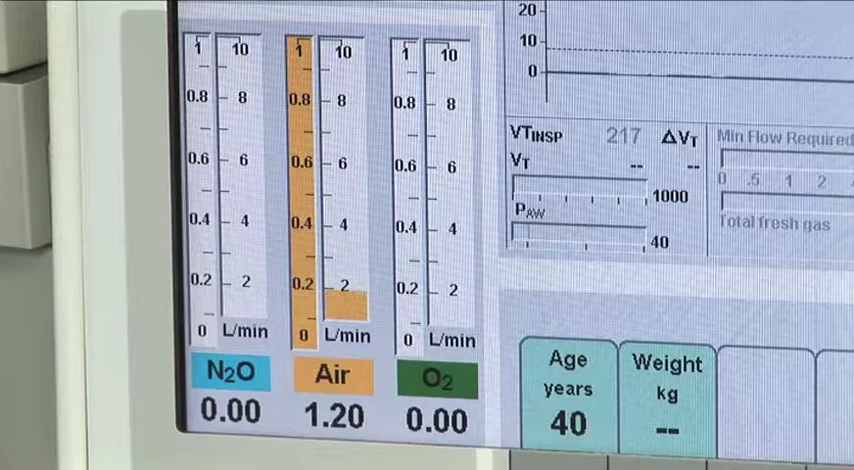 1 10 1 10 1 10
0.8 8 0.8 8 0.8 8
0.6 6 0.6 6 0.6 6
0.4 4 0.4 4 0.4 4
0.2 2 0.2 2 0.2 2
0 L/min 0 L/min 0 L/min
N2O Air O2
0.00 1.20 0.00
20
10
0
VTINSP 217 ΔVT
VT -- --
1000
PAW
40
Min Flow Required
0 .5 1 2
Total fresh gas
Age
years
40
Weight
kg
--